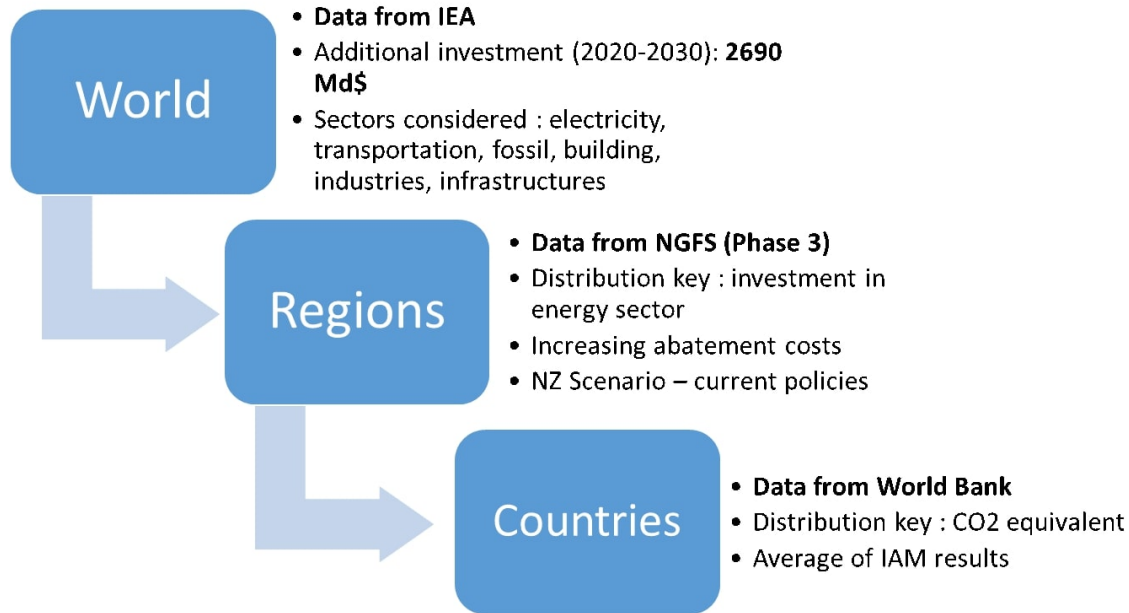 World
• Data from IEA
• Additional investment (2020-2030): 2690
Md$
• Sectors considered : electricity,
transportation, fossil, building,
industries, infrastructures
Regions
• Data from NGFS (Phase 3)
• Distribution key : investment in
energy sector
• Increasing abatement costs
• NZ Scenario – current policies
Countries
• Data from World Bank
• Distribution key : CO2 equivalent
• Average of IAM results